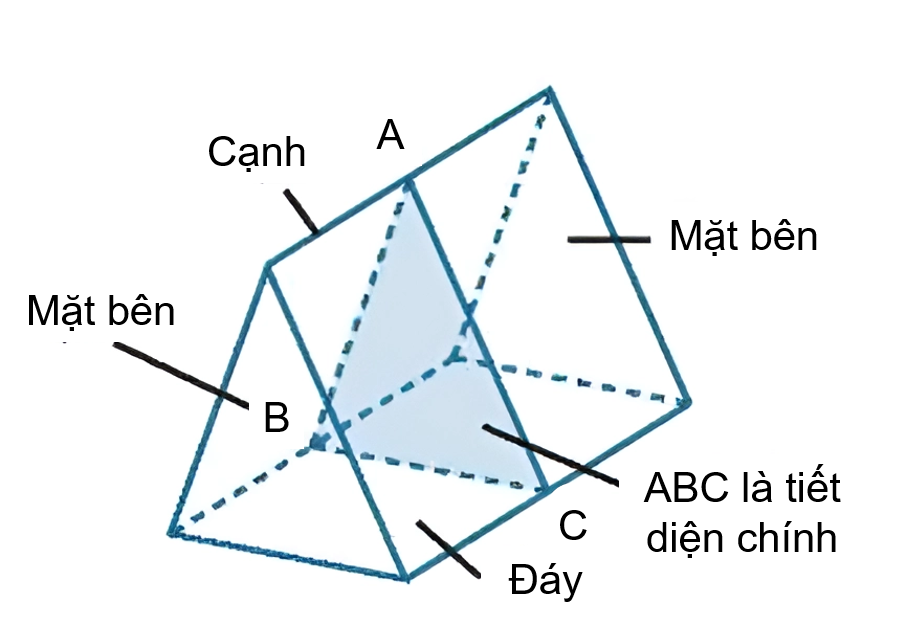 A
Cạnh
Mặt bên
Mặt bên
B
ABC là tiết
diện chính
C
Đáy